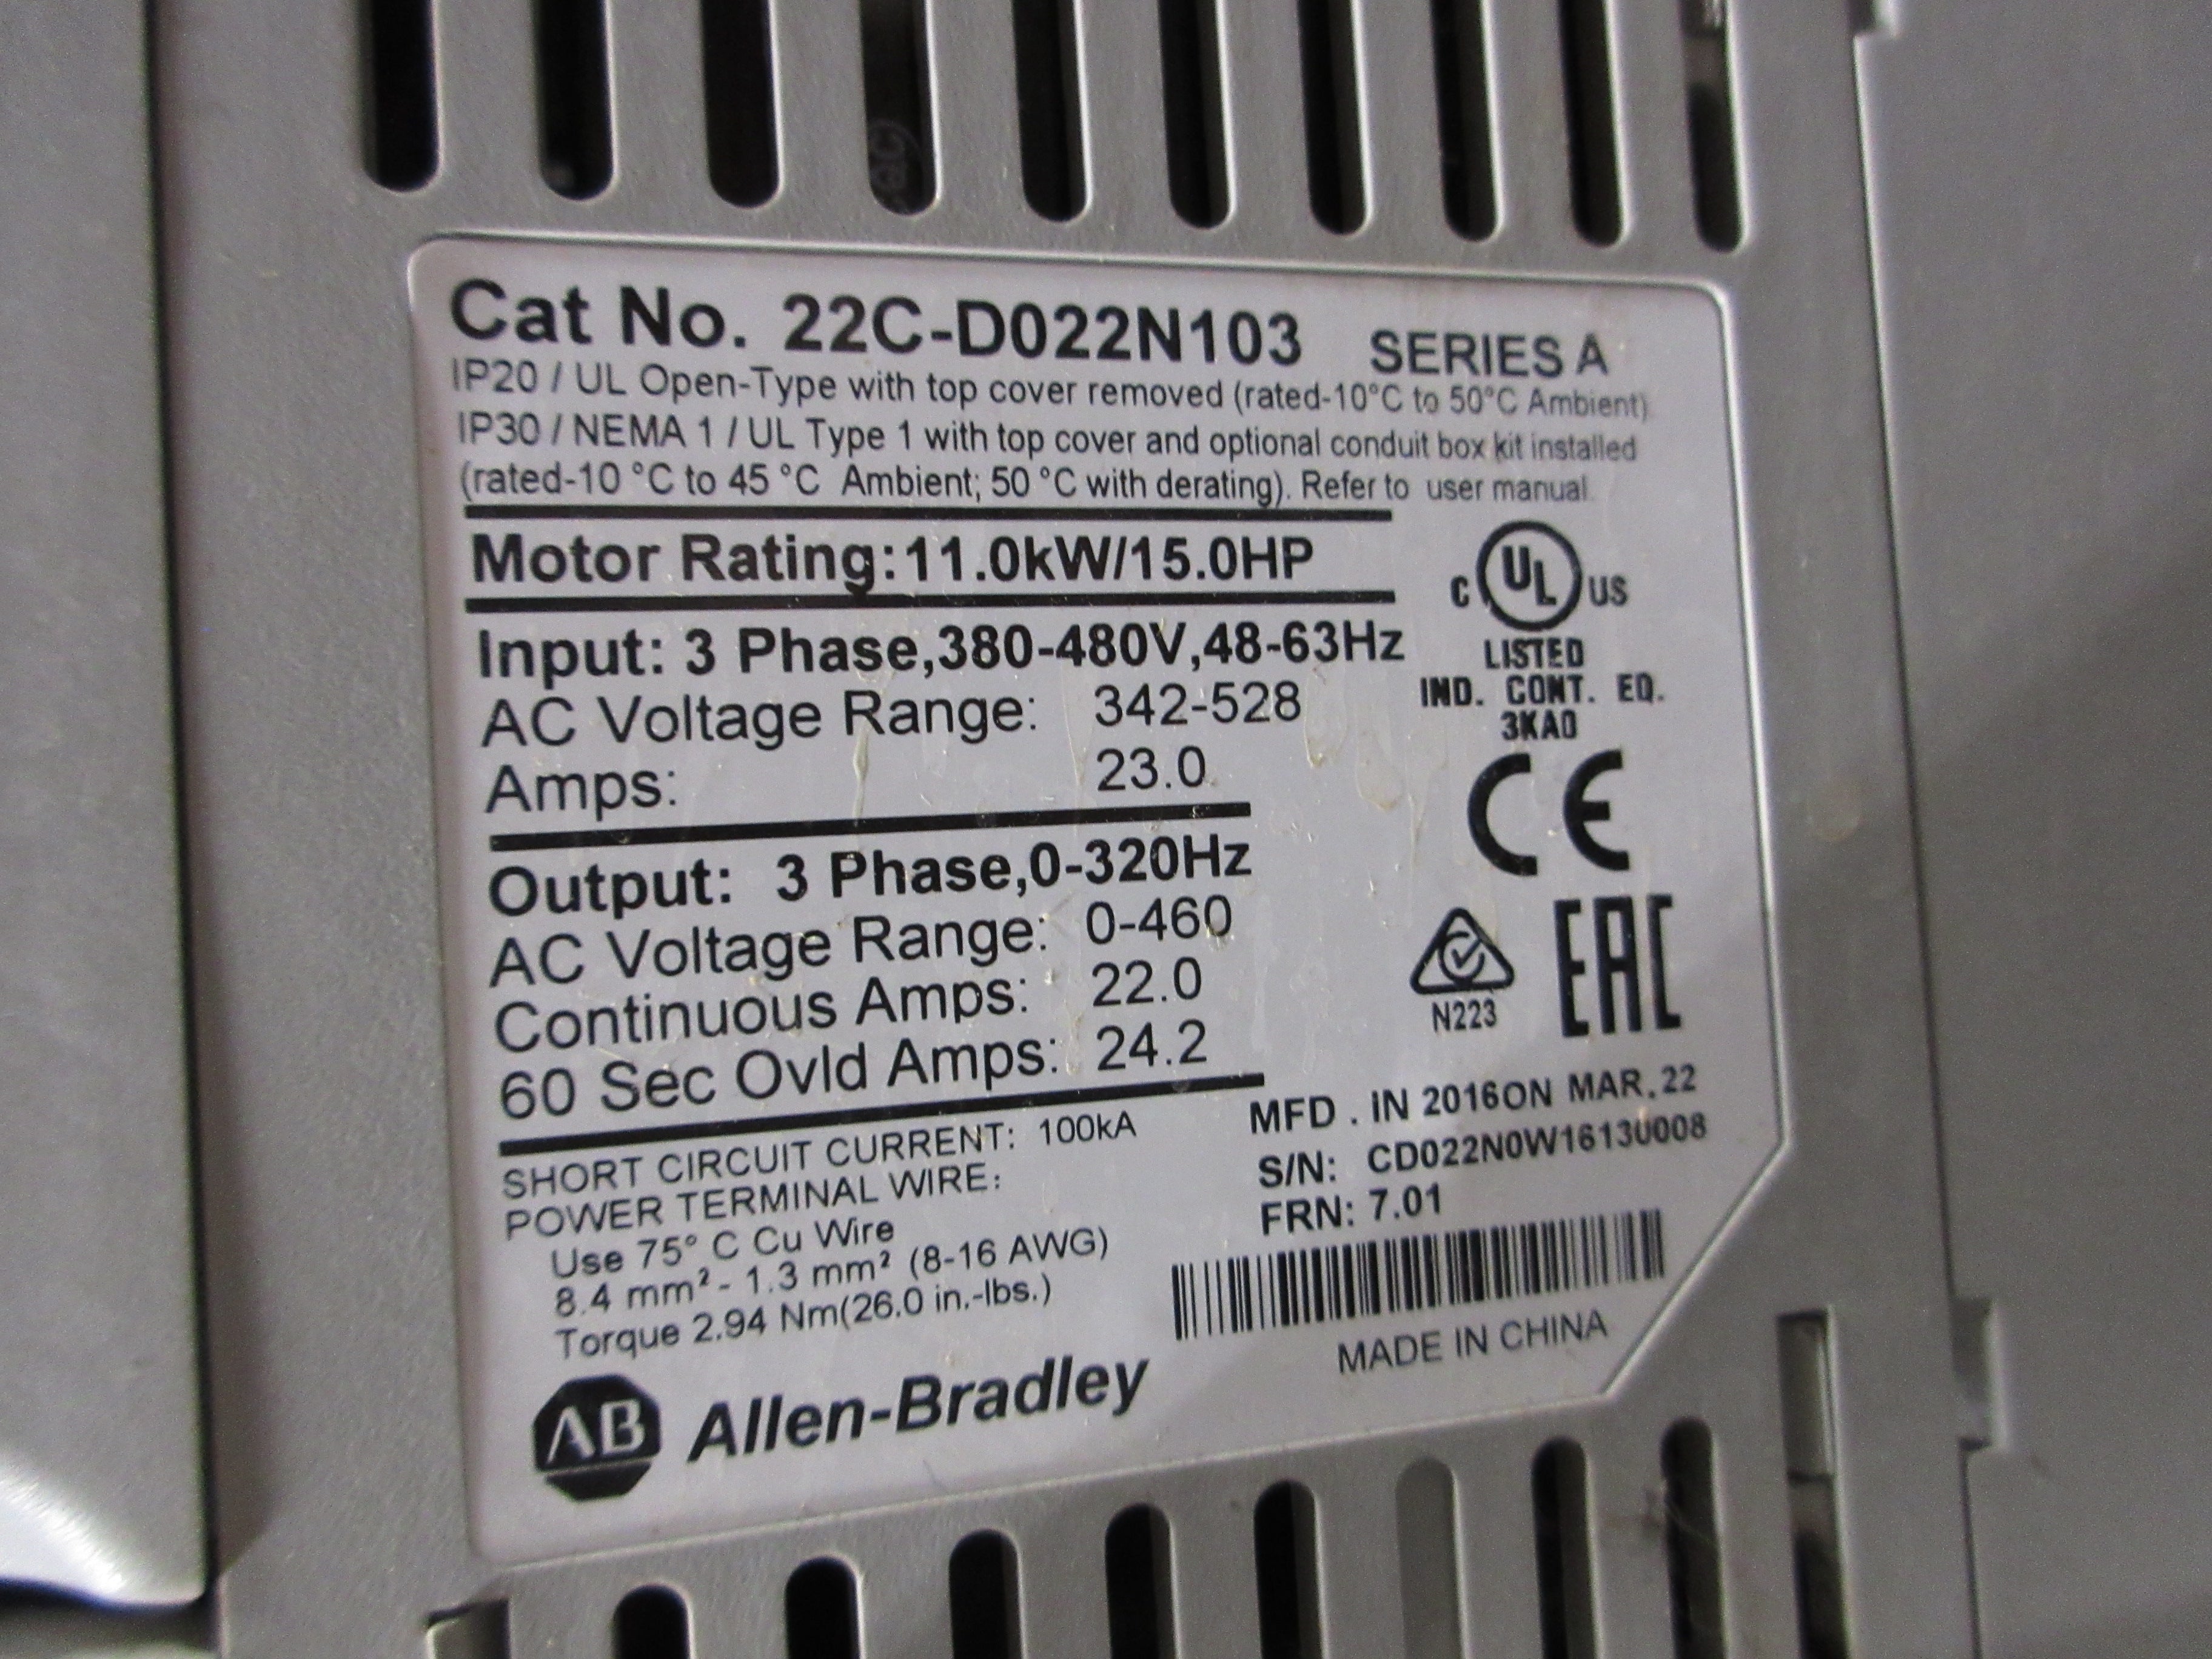 Cat No. 22C-D022N103 SERIES A
IP20 / UL Open-Type with top cover removed (rated-10°C to 50°C Ambient)
IP30 / NEMA 1 / UL Type 1 with top cover and optional conduit box kit installed
(rated-10 °C to 45 °C Ambient; 50 °C with derating). Refer to user manual.
Motor Rating:11.0kW/15.0HP
Input: 3 Phase,380-480V,48-63Hz
AC Voltage Range: 342-528
Amps: 23.0
Output: 3 Phase,0-320Hz
AC Voltage Range: 0-460
Continuous Amps: 22.0
60 Sec Ovld Amps: 24.2
SHORT CIRCUIT CURRENT: 100kA
POWER TERMINAL WIRE:
Use 75° C Cu Wire
8.4 mm² - 1.3 mm² (8-16 AWG)
Torque 2.94 Nm(26.0 in.-lbs.)
AB Allen-Bradley
C UL US
LISTED
IND. CONT. EQ.
3KA0
CE
N223
EAC
MFD . IN 2016ON MAR.22
S/N: CD022N0W1613U008
FRN: 7.01
MADE IN CHINA
QC